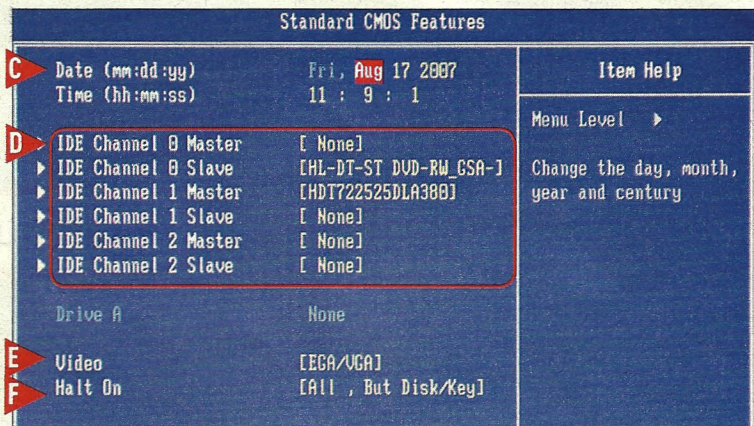 Standard CMOS Features
C Date (mm:dd:yy) Fri, Aug 17 2007
Time (hh:mm:ss) 11 : 9 : 1
D IDE Channel 0 Master [ None]
IDE Channel 0 Slave [HL-DT-ST DVD-RW_GSA-]
IDE Channel 1 Master [HDT722525DLA380]
IDE Channel 1 Slave [ None]
IDE Channel 2 Master [ None]
IDE Channel 2 Slave [ None]
Drive A None
E Video [EGA/VGA]
F Halt On [All , But Disk/Key]
Item Help
Menu Level
Change the day, month,
year and century